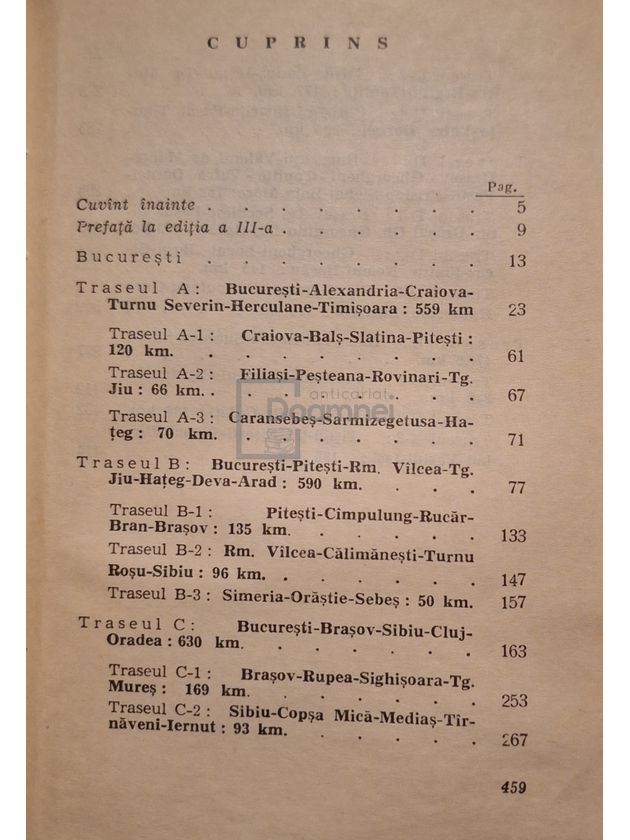 CUPRINS
Pag.
Cuvînt înainte . . . . . . . . 5
Prefață la ediția a III-a . . . . . . 9
București . . . . . . . . 13
Traseul A: București-Alexandria-Craiova-
Turnu Severin-Herculane-Timișoara : 559 km 23
Traseul A-1 : Craiova-Balș-Slatina-Pitești :
120 km. . . . . . . . . 61
Traseul A-2 : Filiași-Peșteana-Rovinari-Tg.
Jiu : 66 km. . . . . . . . 67
Traseul A-3 : Caransebeș-Sarmizegetusa-Ha-
țeg : 70 km. . . . . . . . 71
Traseul B: București-Pitești-Rm. Vîlcea-Tg.
Jiu-Hațeg-Deva-Arad : 590 km. . . . 77
Traseul B-1 : Pitești-Cîmpulung-Rucăr-
Bran-Brașov : 135 km. . . . . . 133
Traseul B-2 : Rm. Vîlcea-Călimănești-Turnu
Roșu-Sibiu : 96 km. . . . . . . 147
Traseul B-3 : Simeria-Orăștie-Sebeș : 50 km. 157
Traseul C: București-Brașov-Sibiu-Cluj-
Oradea : 630 km. . . . . . . 163
Traseul C-1 : Brașov-Rupea-Sighișoara-Tg.
Mureș : 169 km. . . . . . . 253
Traseul C-2 : Sibiu-Copșa Mică-Mediaș-Tîr-
năveni-Iernut : 93 km. . . . . . 267
459
anticariat
Doamnei